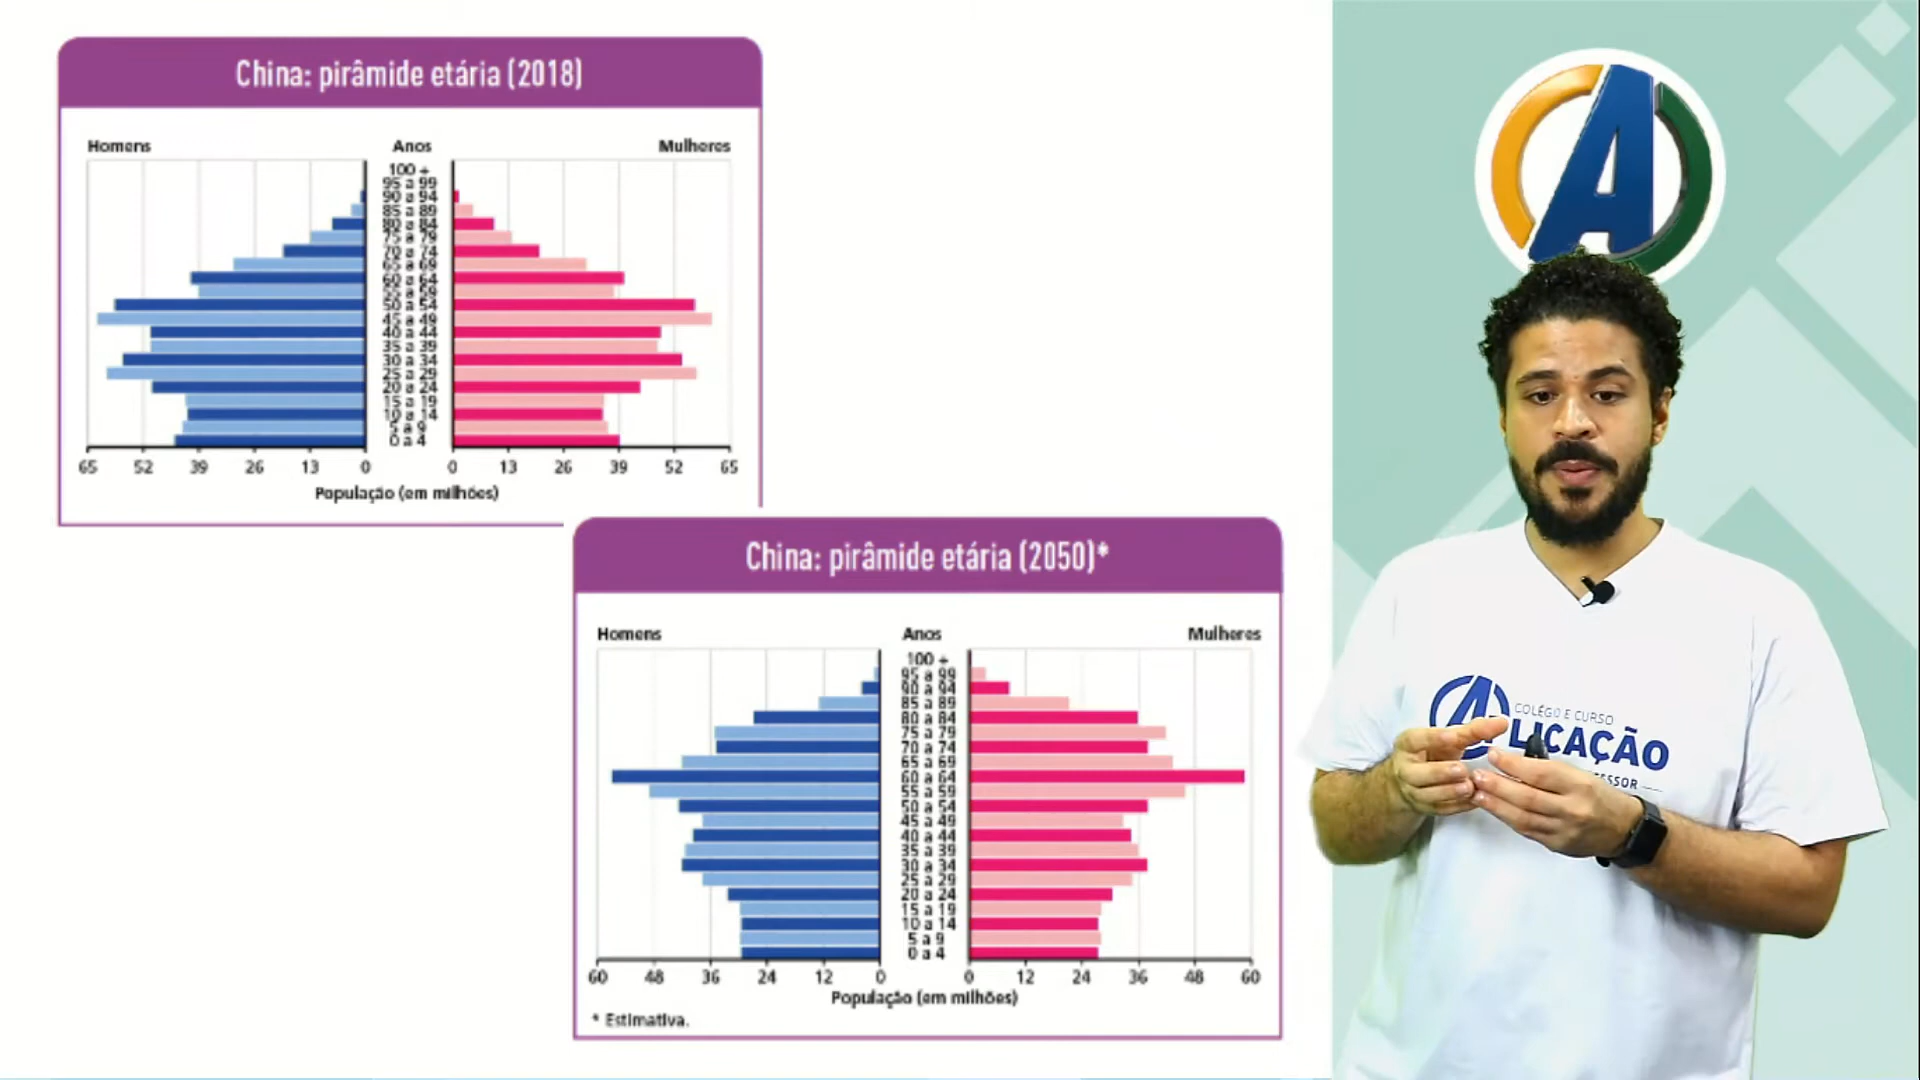 China: pirâmide etária (2018)
Homens Anos Mulheres
100 +
95 a 99
90 a 94
85 a 89
80 a 84
75 a 79
70 a 74
65 a 69
60 a 64
55 a 59
50 a 54
45 a 49
40 a 44
35 a 39
30 a 34
25 a 29
20 a 24
15 a 19
10 a 14
5 a 9
0 a 4
65 52 39 26 13 0 0 13 26 39 52 65
População (em milhões)
China: pirâmide etária (2050)*
Homens Anos Mulheres
100 +
95 a 99
90 a 94
85 a 89
80 a 84
75 a 79
70 a 74
65 a 69
60 a 64
55 a 59
50 a 54
45 a 49
40 a 44
35 a 39
30 a 34
25 a 29
20 a 24
15 a 19
10 a 14
5 a 9
0 a 4
60 48 36 24 12 0 0 12 24 36 48 60
População (em milhões)
* Estimativa.
A
COLÉGIO E CURSO
APLICAÇÃO